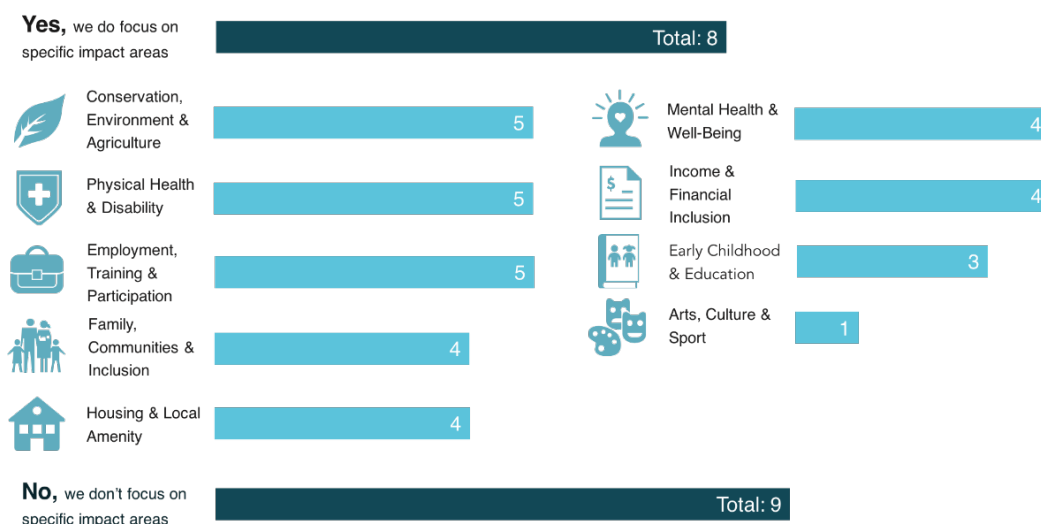 Yes, we do focus on
specific impact areas
Total: 8
Conservation,
Environment &
Agriculture
5
Physical Health
& Disability
5
Employment,
Training &
Participation
5
Family,
Communities &
Inclusion
4
Housing & Local
Amenity
4
Mental Health &
Well-Being
4
Income &
Financial
Inclusion
4
Early Childhood
& Education
3
Arts, Culture &
Sport
1
No, we don't focus on
specific impact areas
Total: 9